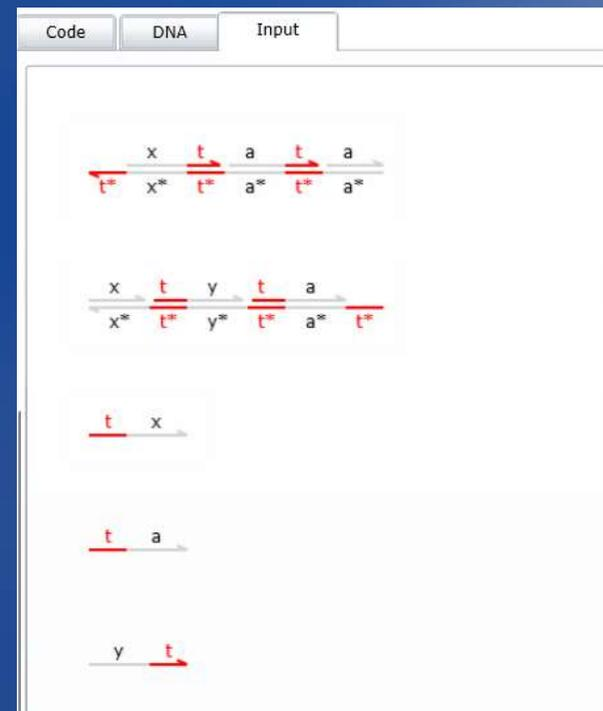 Code DNA Input
x t a t a
t* x* t* a* t* a*
x t y t a
x* t* y* t* a* t*
t x
t a
y t